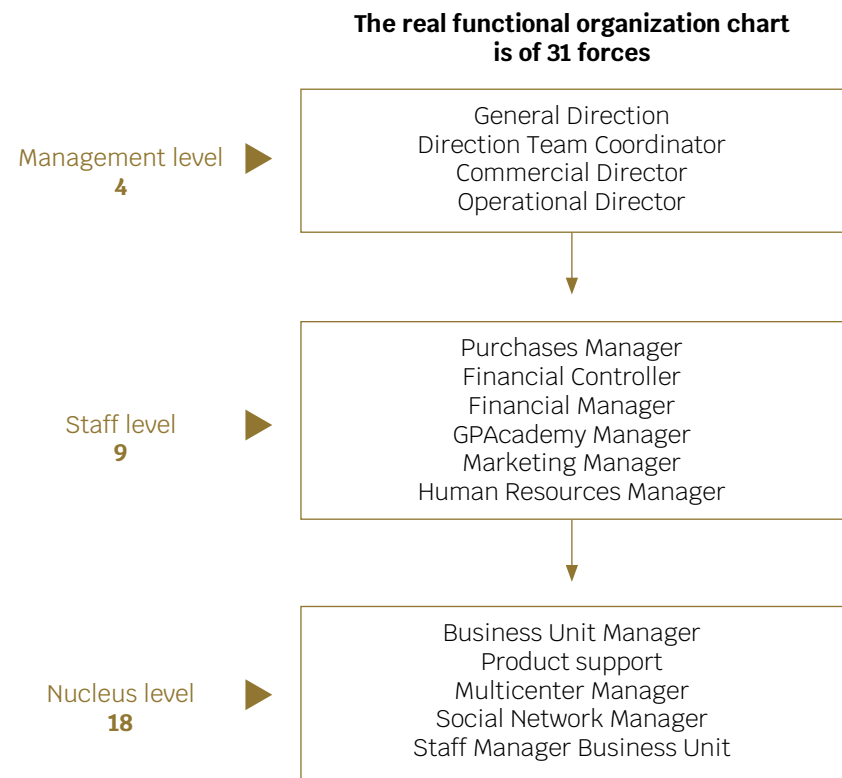 The real functional organization chart
is of 31 forces
Management level
4
General Direction
Direction Team Coordinator
Commercial Director
Operational Director
Staff level
9
Purchases Manager
Financial Controller
Financial Manager
GPAcademy Manager
Marketing Manager
Human Resources Manager
Nucleus level
18
Business Unit Manager
Product support
Multicenter Manager
Social Network Manager
Staff Manager Business Unit